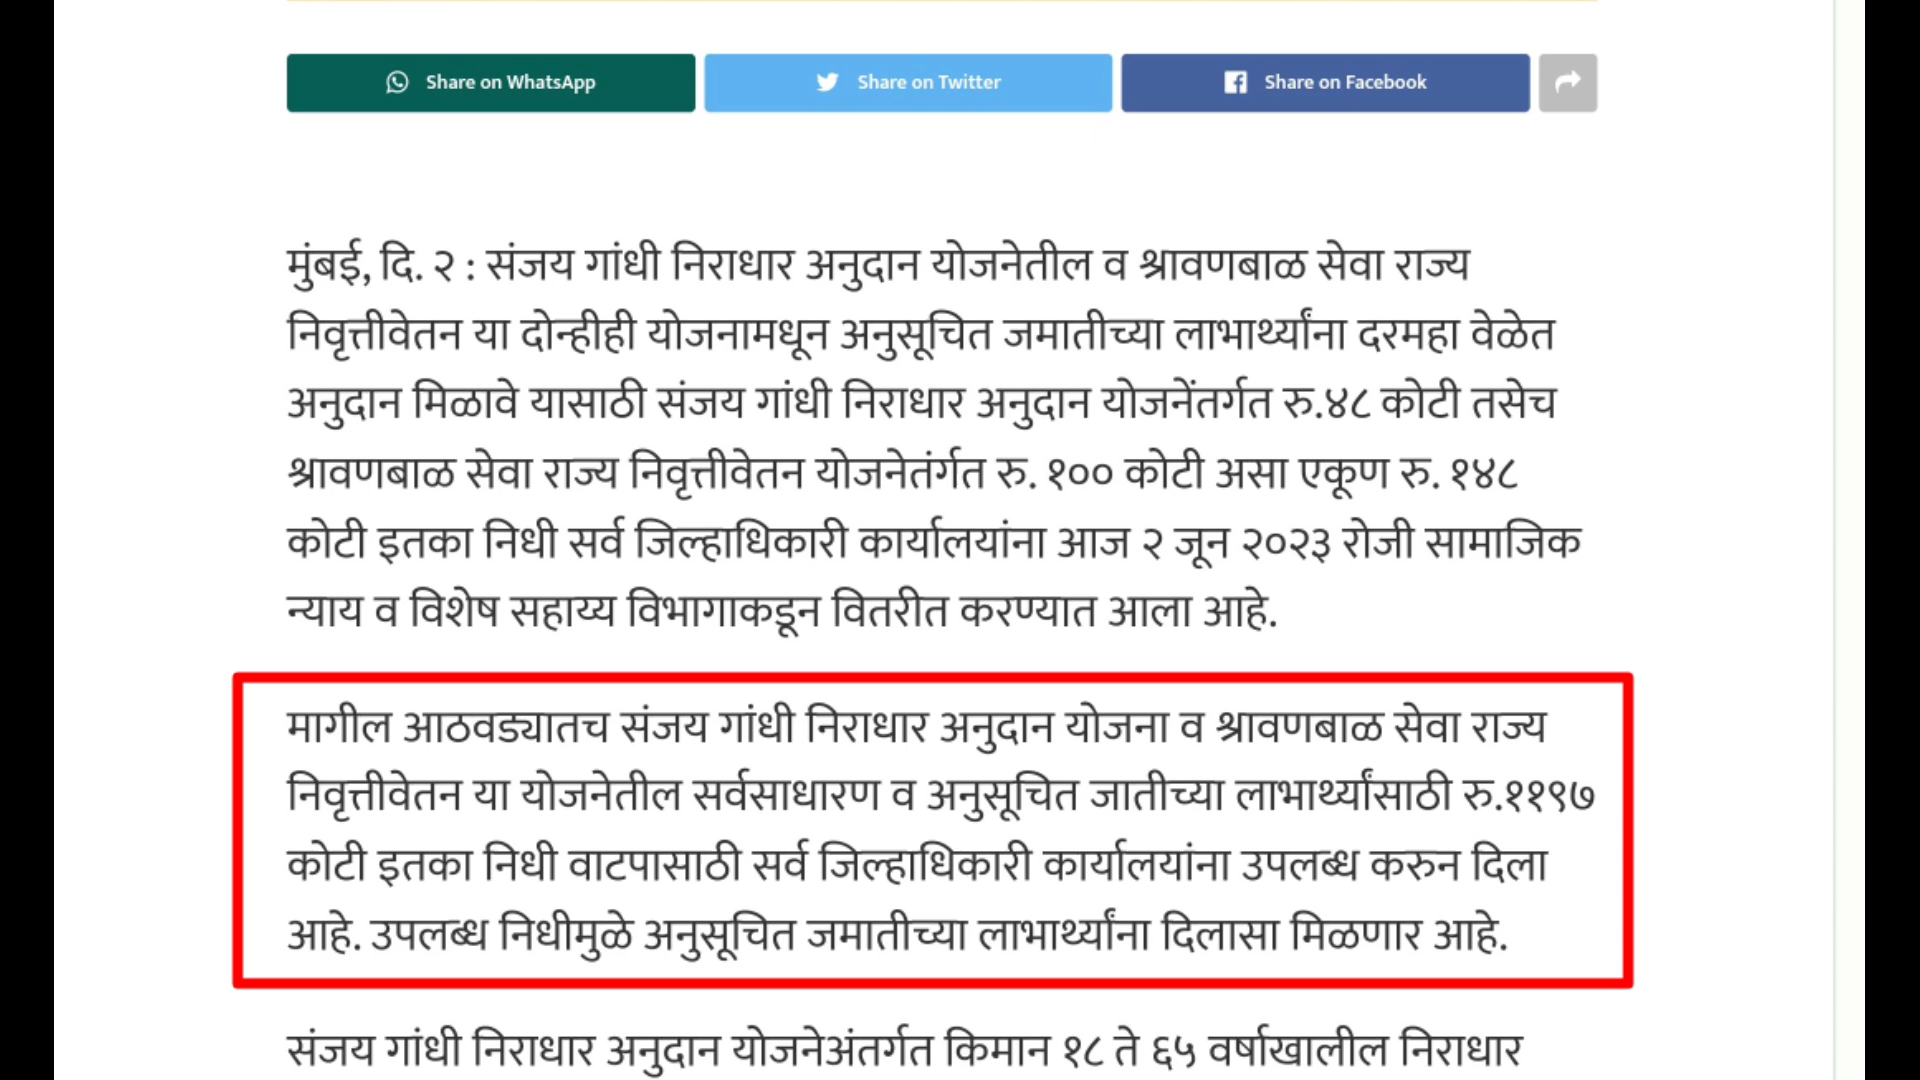 Share on WhatsApp
Share on Twitter
Share on Facebook
मुंबई, दि. २ : संजय गांधी निराधार अनुदान योजनेतील व श्रावणबाळ सेवा राज्य
निवृत्तीवेतन या दोन्हीही योजनामधून अनुसूचित जमातीच्या लाभार्थ्यांना दरमहा वेळेत
अनुदान मिळावे यासाठी संजय गांधी निराधार अनुदान योजनेंतर्गत रु.४८ कोटी तसेच
श्रावणबाळ सेवा राज्य निवृत्तीवेतन योजनेतंर्गत रु. १०० कोटी असा एकूण रु. १४८
कोटी इतका निधी सर्व जिल्हाधिकारी कार्यालयांना आज २ जून २०२३ रोजी सामाजिक
न्याय व विशेष सहाय्य विभागाकडून वितरीत करण्यात आला आहे.
मागील आठवड्यातच संजय गांधी निराधार अनुदान योजना व श्रावणबाळ सेवा राज्य
निवृत्तीवेतन या योजनेतील सर्वसाधारण व अनुसूचित जातीच्या लाभार्थ्यांसाठी रु.११९७
कोटी इतका निधी वाटपासाठी सर्व जिल्हाधिकारी कार्यालयांना उपलब्ध करुन दिला
आहे. उपलब्ध निधीमुळे अनुसूचित जमातीच्या लाभार्थ्यांना दिलासा मिळणार आहे.
संजय गांधी निराधार अनुदान योजनेअंतर्गत किमान १८ ते ६५ वर्षाखालील निराधार